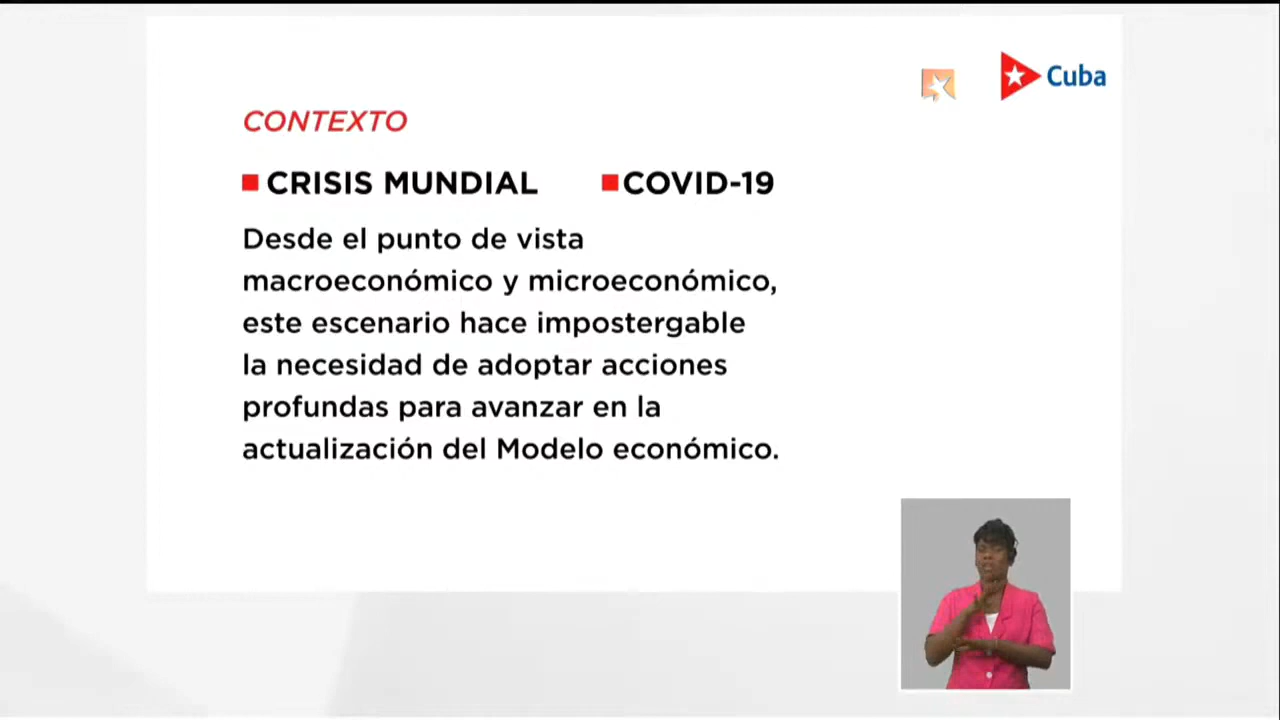 Cuba
CONTEXTO
CRISIS MUNDIAL COVID-19
Desde el punto de vista
macroeconómico y microeconómico,
este escenario hace impostergable
la necesidad de adoptar acciones
profundas para avanzar en la
actualización del Modelo económico.